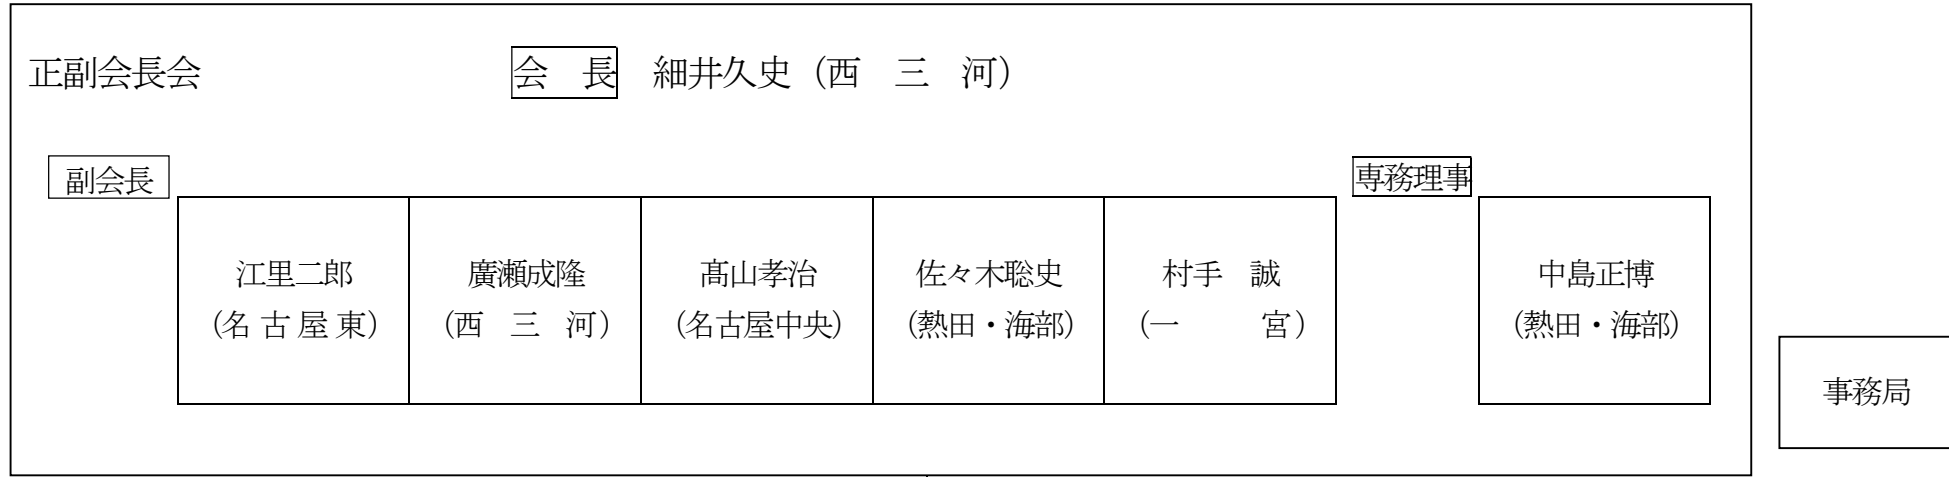 正副会長会
会　長　細井久史（西　三　河）
副会長
専務理事
江里二郎
（名 古 屋 東）
廣瀬成隆
（西　三　河）
髙山孝治
（名古屋中央）
佐々木聡史
（熱田・海部）
村手　誠
（一　　　宮）
中島正博
（熱田・海部）
事務局